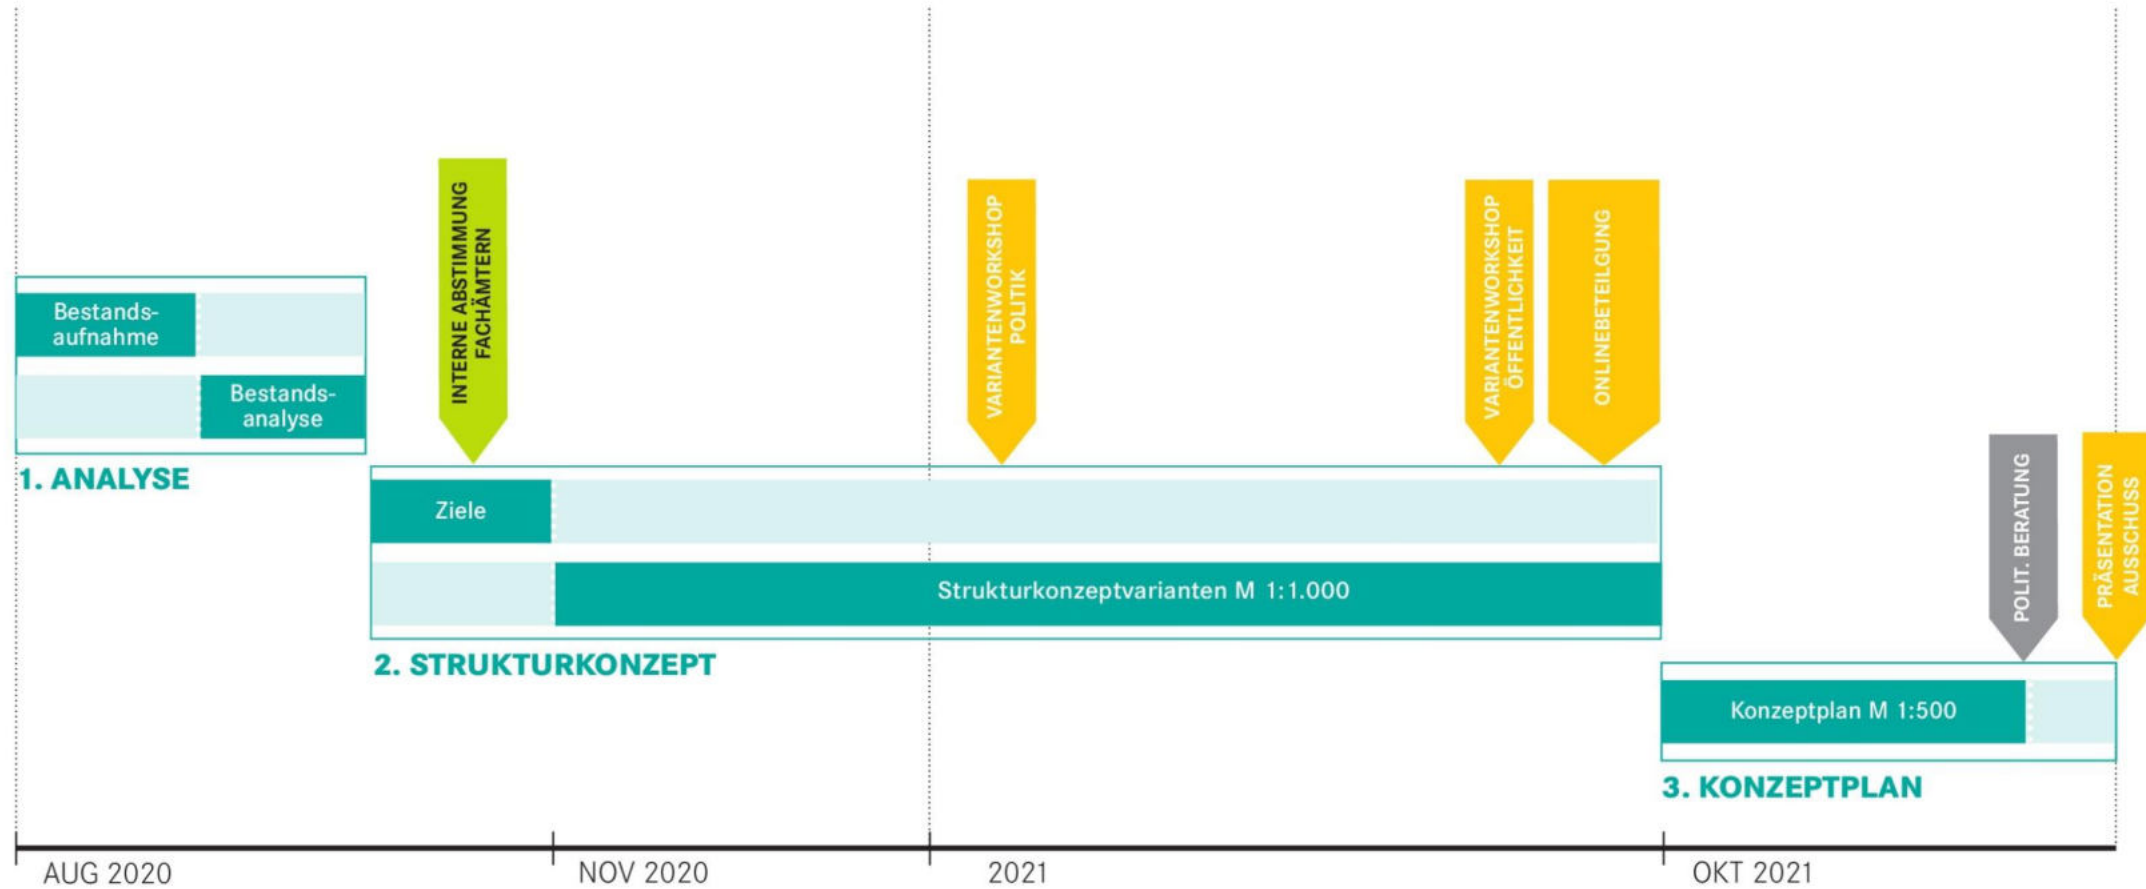 INTERNE ABSTIMMUNG
FACHÄMTERN
VARIANTENWORKSHOP
POLITIK
VARIANTENWORKSHOP
ÖFFENTLICHKEIT
ONLINEBETEILGUNG
Bestands-
aufnahme
Bestands-
analyse
1. ANALYSE
Ziele
Strukturkonzeptvarianten M 1:1.000
2. STRUKTURKONZEPT
POLIT. BERATUNG
PRÄSENTATION
AUSSCHUSS
Konzeptplan M 1:500
3. KONZEPTPLAN
AUG 2020
NOV 2020
2021
OKT 2021